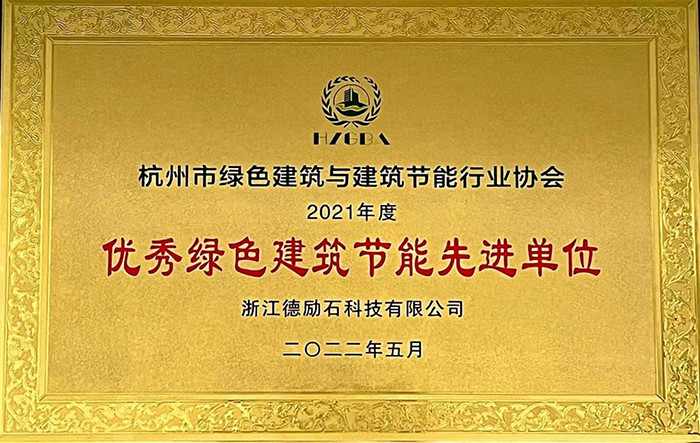 HZGBA
杭州市绿色建筑与建筑节能行业协会
2021年度
优秀绿色建筑节能先进单位
浙江德励石科技有限公司
二〇二二年五月